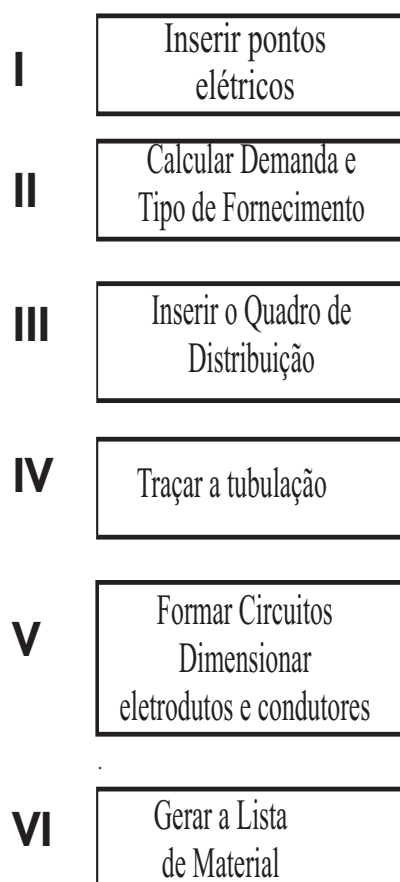 I
Inserir pontos
elétricos
II
Calcular Demanda e
Tipo de Fornecimento
III
Inserir o Quadro de
Distribuição
IV
Traçar a tubulação
V
Formar Circuitos
Dimensionar
eletrodutos e condutores
.
VI
Gerar a Lista
de Material